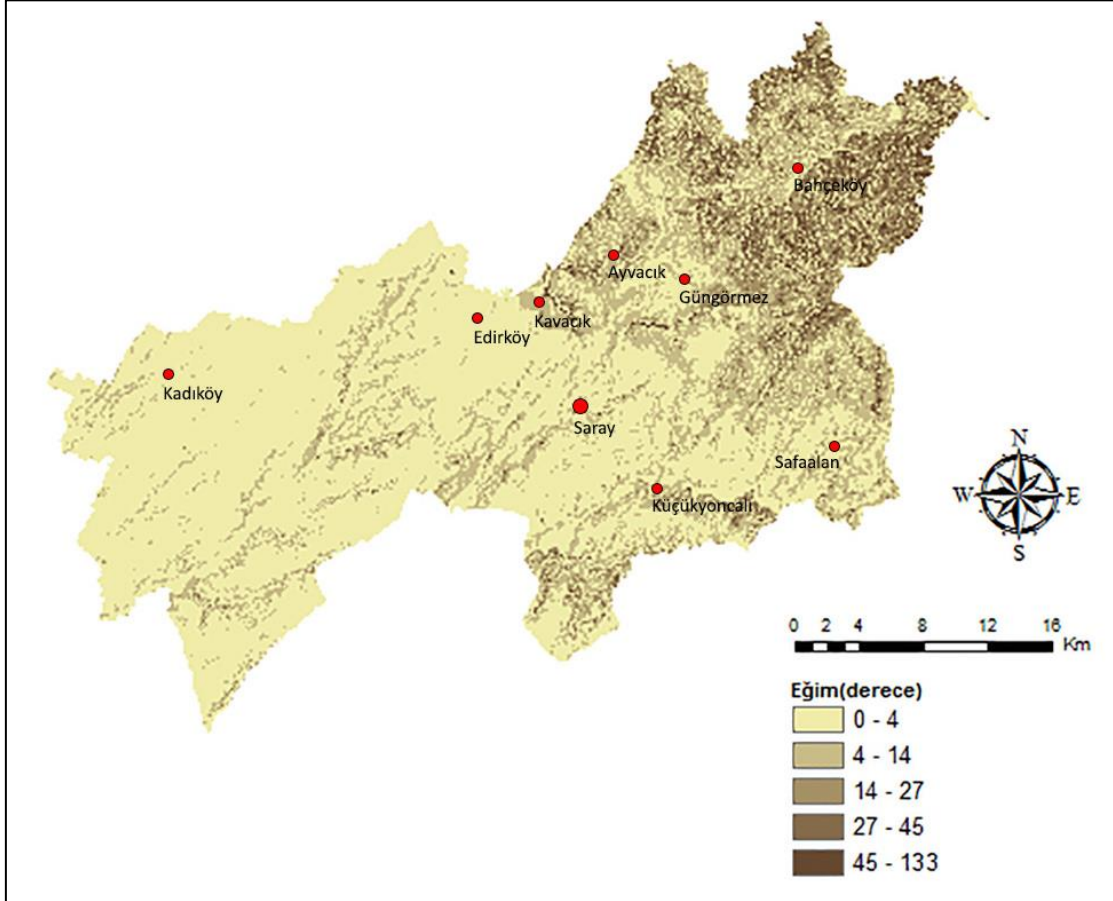 Bahçeköy
Ayvacık
Güngörmez
Kavacık
Edirköy
Kadıköy
Saray
Safaalan
Küçükyoncalı
N
W
E
S
0 2 4 8 12 16
Km
Eğim(derece)
0 - 4
4 - 14
14 - 27
27 - 45
45 - 133